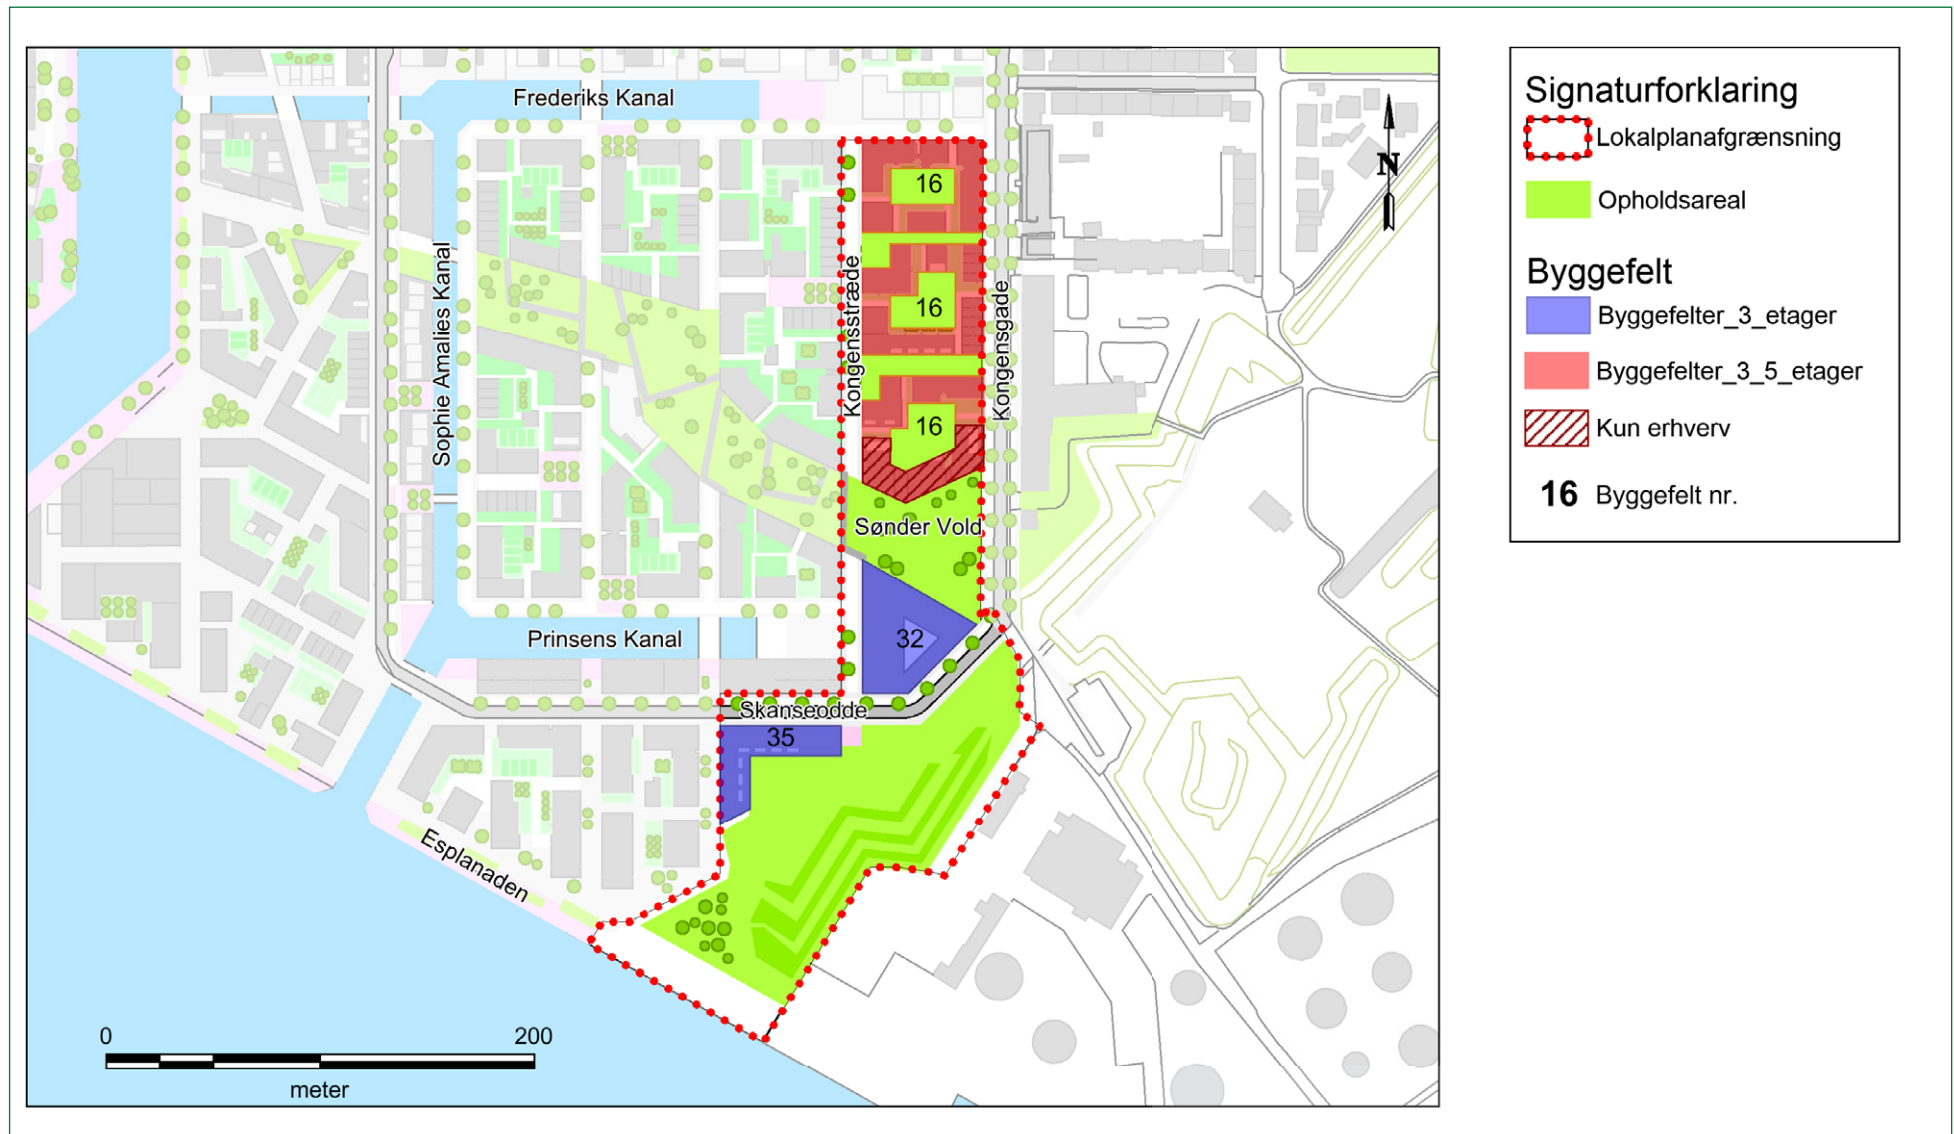 Frederiks Kanal
Sophie Amalies Kanal
Kongensstræde
Kongensgade
16
16
16
Sønder Vold
Prinsens Kanal
32
Skanseodde
35
Esplanaden
0 200
meter
N
Signaturforklaring
Lokalplanafgrænsning
Opholdsareal
Byggefelt
Byggefelter_3_etager
Byggefelter_3_5_etager
Kun erhverv
16 Byggefelt nr.